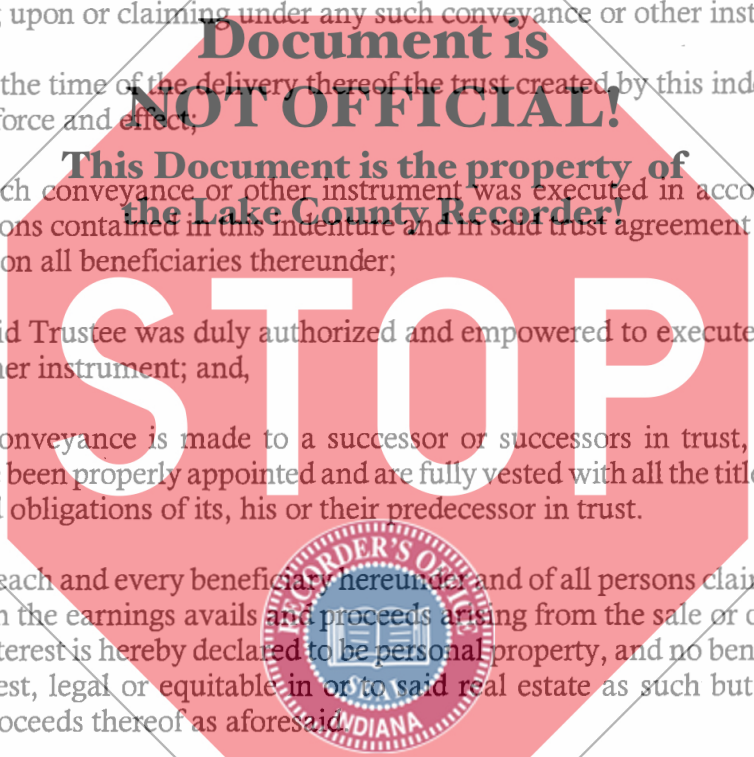 upon or claiming under any such conveyance or other inst
Document is
the time of the delivery thereof the trust created by this ind
NOT OFFICIAL!
force and effect;
This Document is the property of
ch conveyance or other instrument was executed in acco
the Lake County Recorder!
ons contained in this indenture and in said trust agreement
on all beneficiaries thereunder;
STOP
id Trustee was duly authorized and empowered to execute
er instrument; and,
onveyance is made to a successor or successors in trust,
been properly appointed and are fully vested with all the title
obligations of its, his or their predecessor in trust.
RECORDER'S OFFICE
each and every beneficiary hereunder and of all persons clai
n the earnings avails and proceeds arising from the sale or
terest is hereby declared to be personal property, and no ben
est, legal or equitable in or to said real estate as such but
SEAL
oceeds thereof as aforesaid.
INDIANA